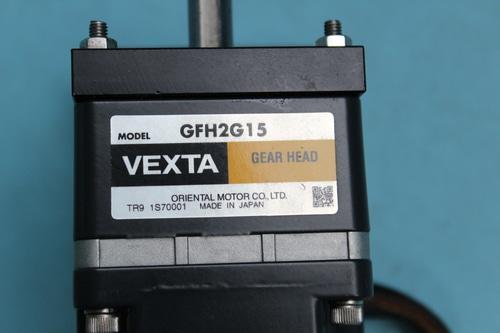 MODEL GFH2G15
VEXTA GEAR HEAD
ORIENTAL MOTOR CO., LTD.
TR9 1S70001 MADE IN JAPAN